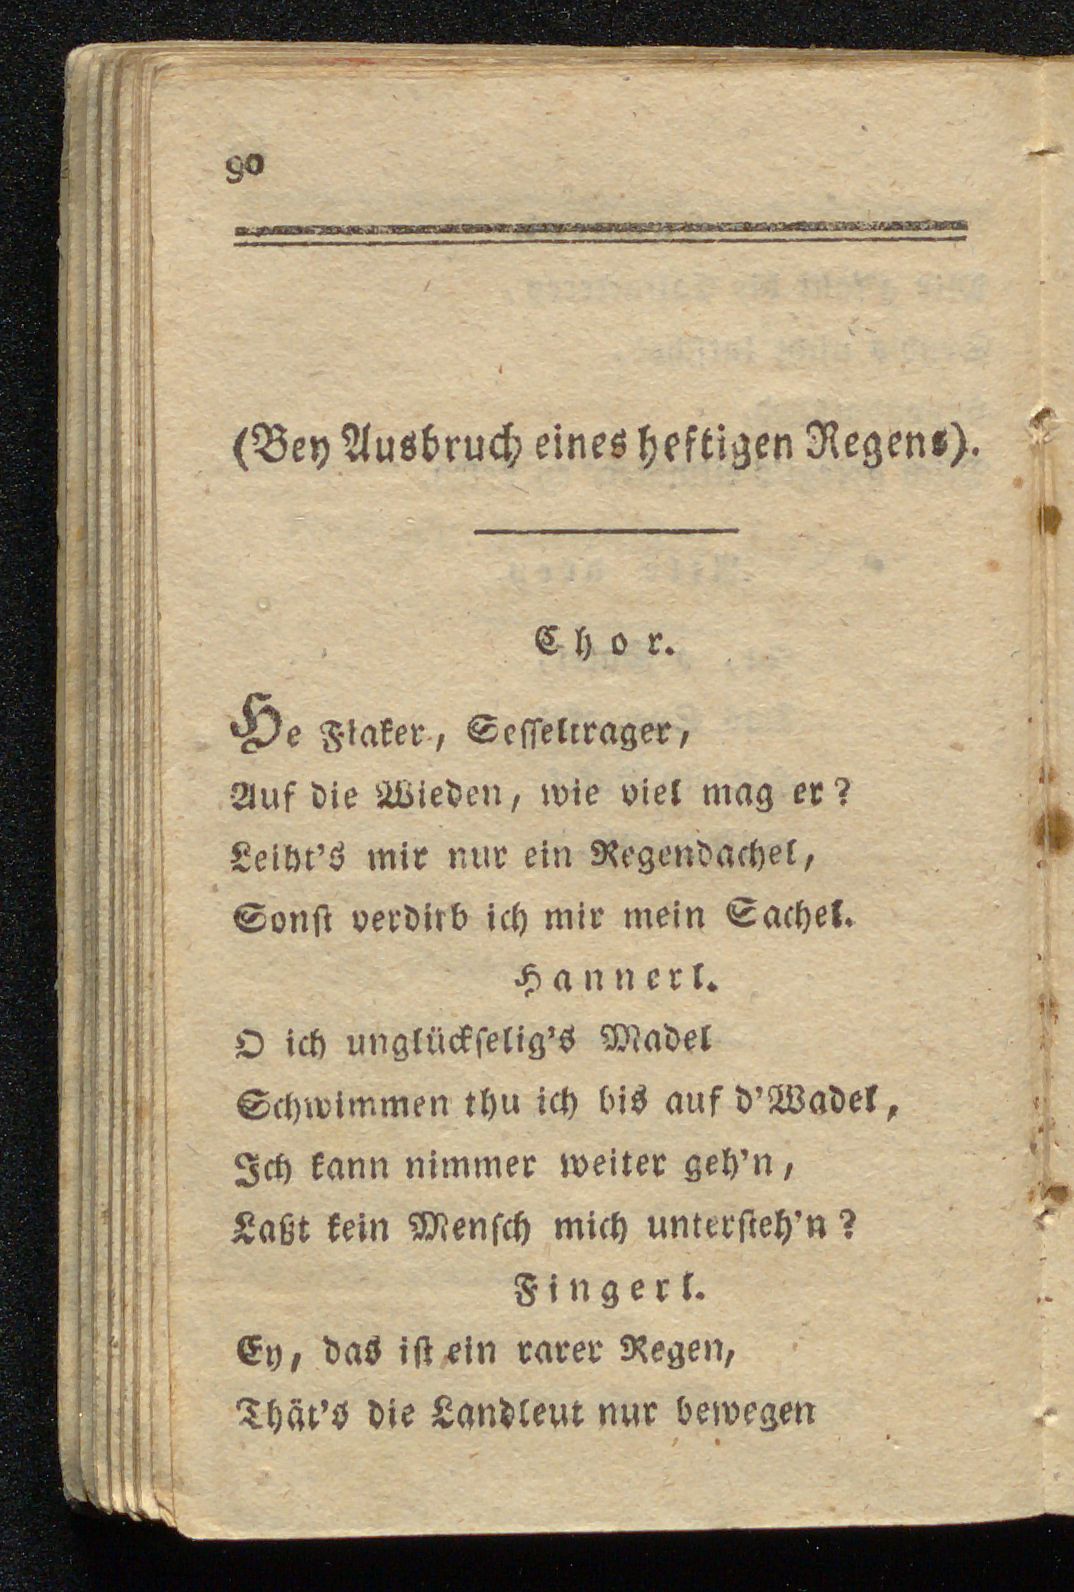 90
(Bey Ausbruch eines heftigen Regens).
Chor.
He Fiaker, Sesseltrager,
Auf die Wieden, wie viel mag er?
Leiht's mir nur ein Regendachel,
Sonst verdirb ich mir mein Sachel.
Hannerl.
O ich unglückselig's Madel
Schwimmen thu ich bis auf d'Wadel,
Ich kann nimmer weiter geh'n,
Laßt kein Mensch mich untersteh'n?
Fingerl.
Ey, das ist ein rarer Regen,
Thät's die Landleut nur bewegen